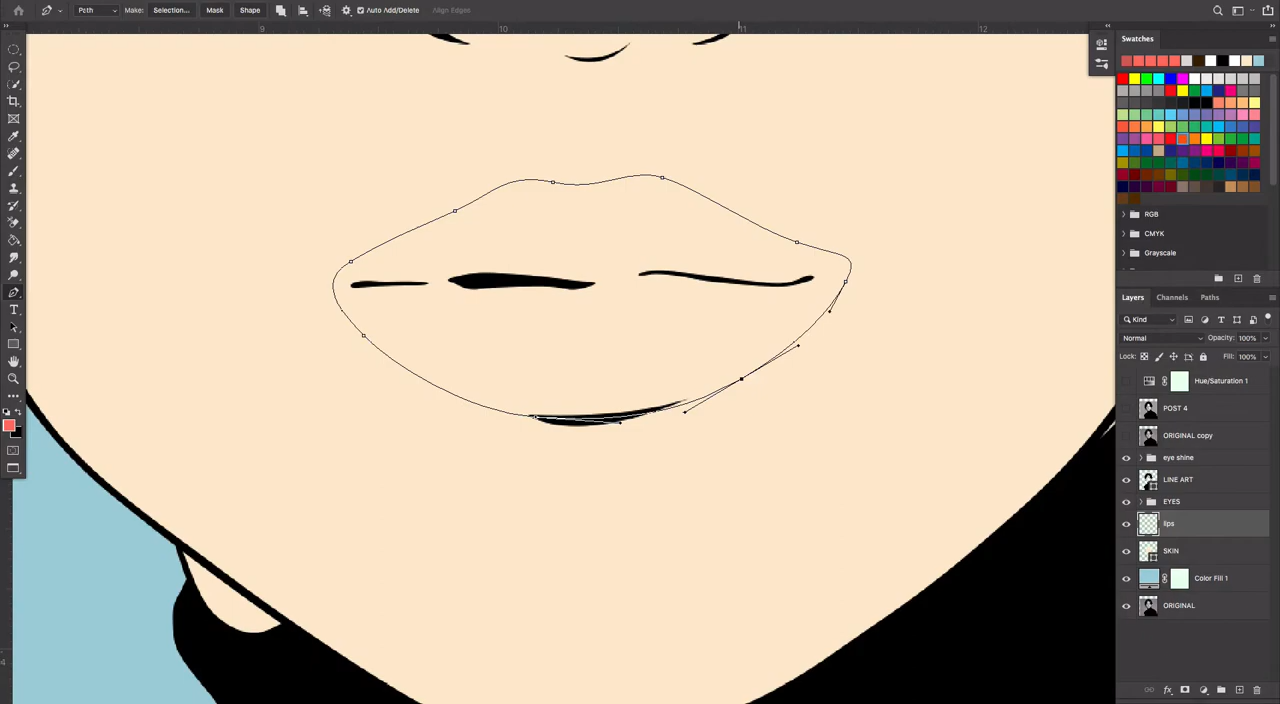 Path Make: Selection... Mask Shape Auto Add/Delete Align Edges
9 10 11 12
4
Swatches
RGB
CMYK
Grayscale
Layers Channels Paths
Kind
Normal Opacity: 100%
Lock: Fill: 100%
Hue/Saturation 1
POST 4
ORIGINAL copy
eye shine
LINE ART
EYES
lips
SKIN
Color Fill 1
ORIGINAL
fx